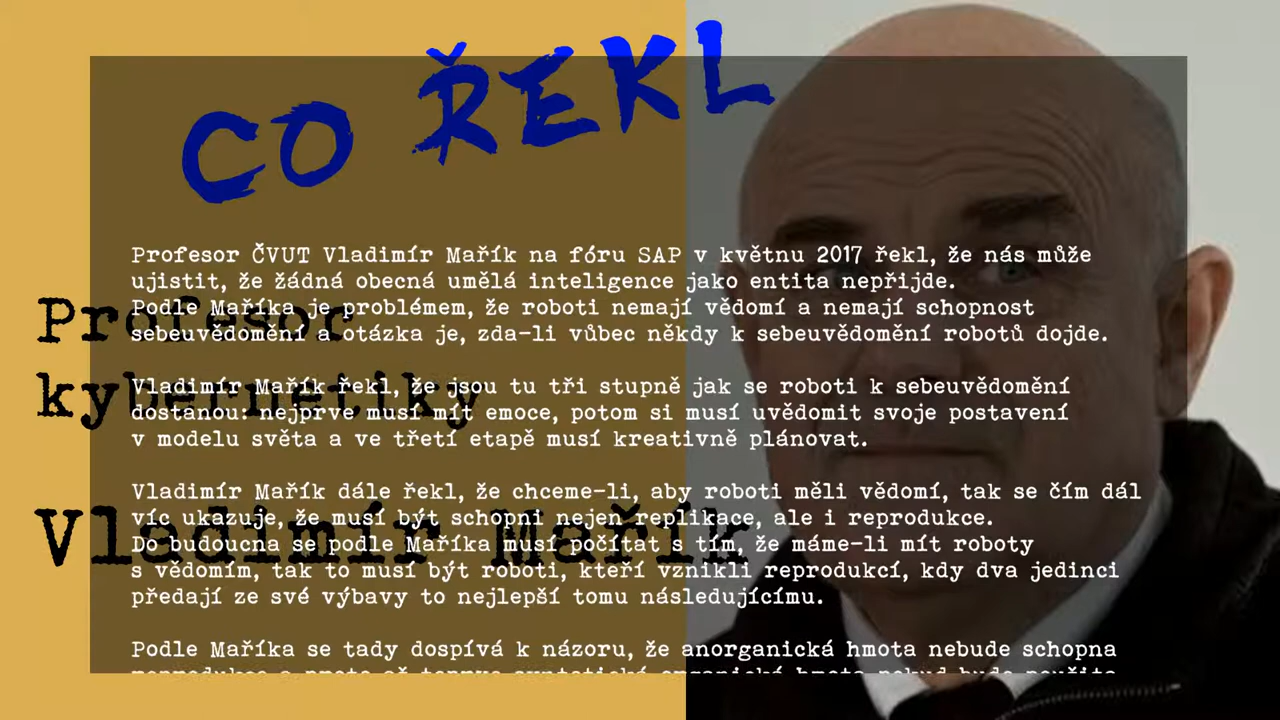 CO ŘEKL
Profesor ČVUT Vladimír Mařík na fóru SAP v květnu 2017 řekl, že nás může
ujistit, že žádná obecná umělá inteligence jako entita nepřijde.
Podle Maříka je problémem, že roboti nemají vědomí a nemají schopnost
sebeuvědomění a otázka je, zda-li vůbec někdy k sebeuvědomění robotů dojde.
Vladimír Mařík řekl, že jsou tu tři stupně jak se roboti k sebeuvědomění
dostanou: nejprve musí mít emoce, potom si musí uvědomit svoje postavení
v modelu světa a ve třetí etapě musí kreativně plánovat.
Vladimír Mařík dále řekl, že chceme-li, aby roboti měli vědomí, tak se čím dál
víc ukazuje, že musí být schopni nejen replikace, ale i reprodukce.
Do budoucna se podle Maříka musí počítat s tím, že máme-li mít roboty
s vědomím, tak to musí být roboti, kteří vznikli reprodukcí, kdy dva jedinci
předají ze své výbavy to nejlepší tomu následujícímu.
Podle Maříka se tady dospívá k názoru, že anorganická hmota nebude schopna
Profesor
kybernetiky
Vladimír Mařík